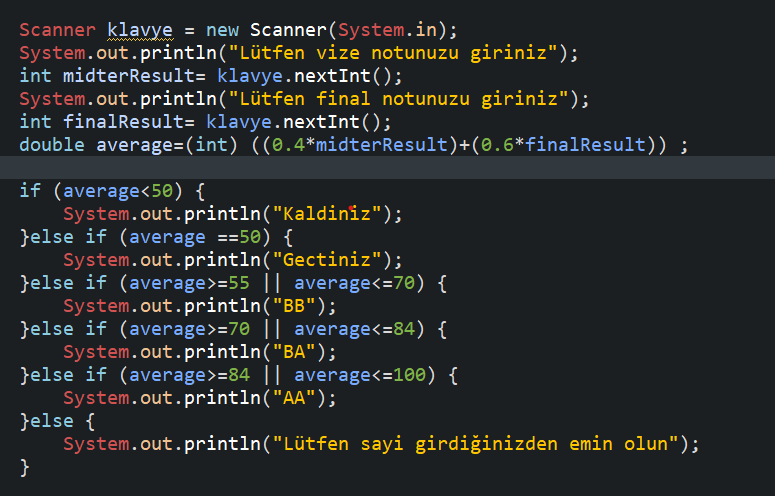 Scanner klavye = new Scanner(System.in);
System.out.println("Lütfen vize notunuzu giriniz");
int midterResult= klavye.nextInt();
System.out.println("Lütfen final notunuzu giriniz");
int finalResult= klavye.nextInt();
double average=(int) ((0.4*midterResult)+(0.6*finalResult)) ;
if (average<50) {
    System.out.println("Kaldiniz");
}else if (average ==50) {
    System.out.println("Gectiniz");
}else if (average>=55 || average<=70) {
    System.out.println("BB");
}else if (average>=70 || average<=84) {
    System.out.println("BA");
}else if (average>=84 || average<=100) {
    System.out.println("AA");
}else {
    System.out.println("Lütfen sayi girdiğinizden emin olun");
}